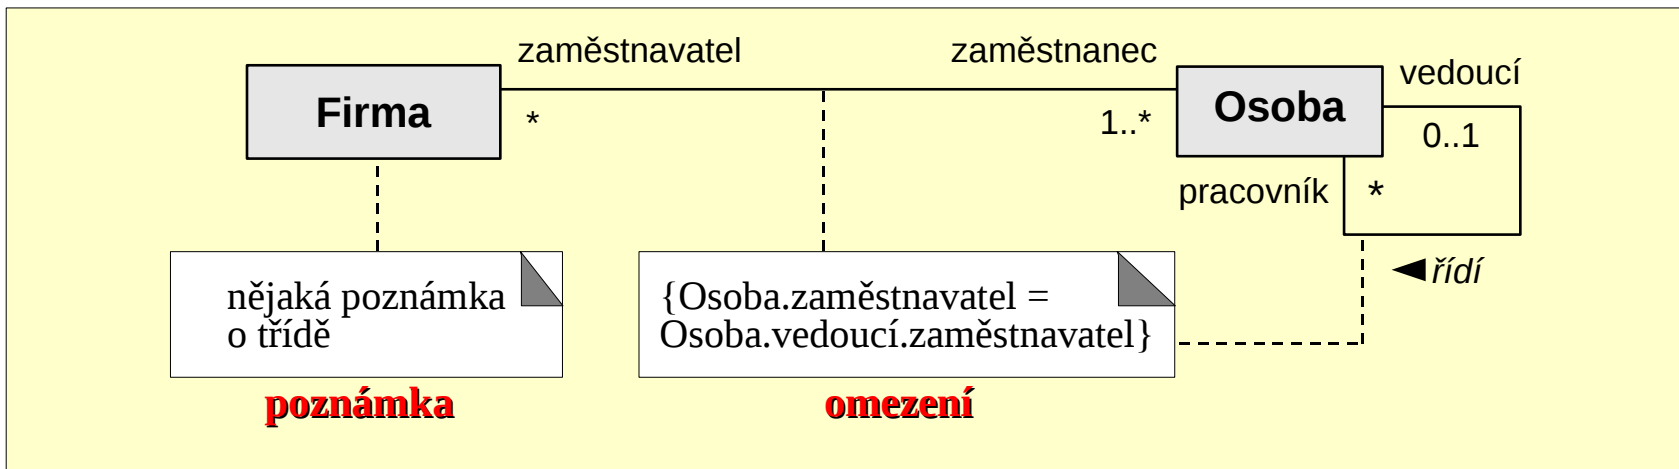 zaměstnavatel
zaměstnanec
vedoucí
Firma
Osoba
*
1..*
0..1
pracovník
*
řídí
nějaká poznámka
o třídě
{Osoba.zaměstnavatel =
Osoba.vedoucí.zaměstnavatel}
poznámka
omezení